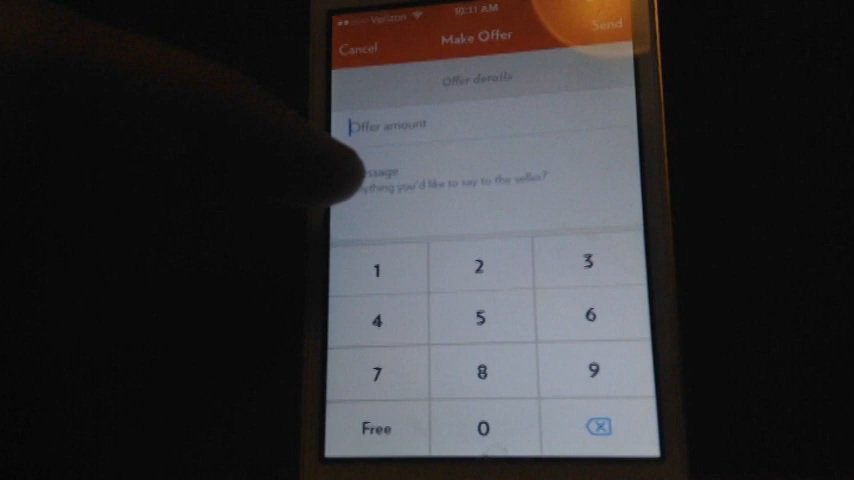 Verizon 10:11 AM
Cancel Make Offer Send
Offer details
Offer amount
ssage
ything you'd like to say to the seller?
1 2 3
4 5 6
7 8 9
Free 0